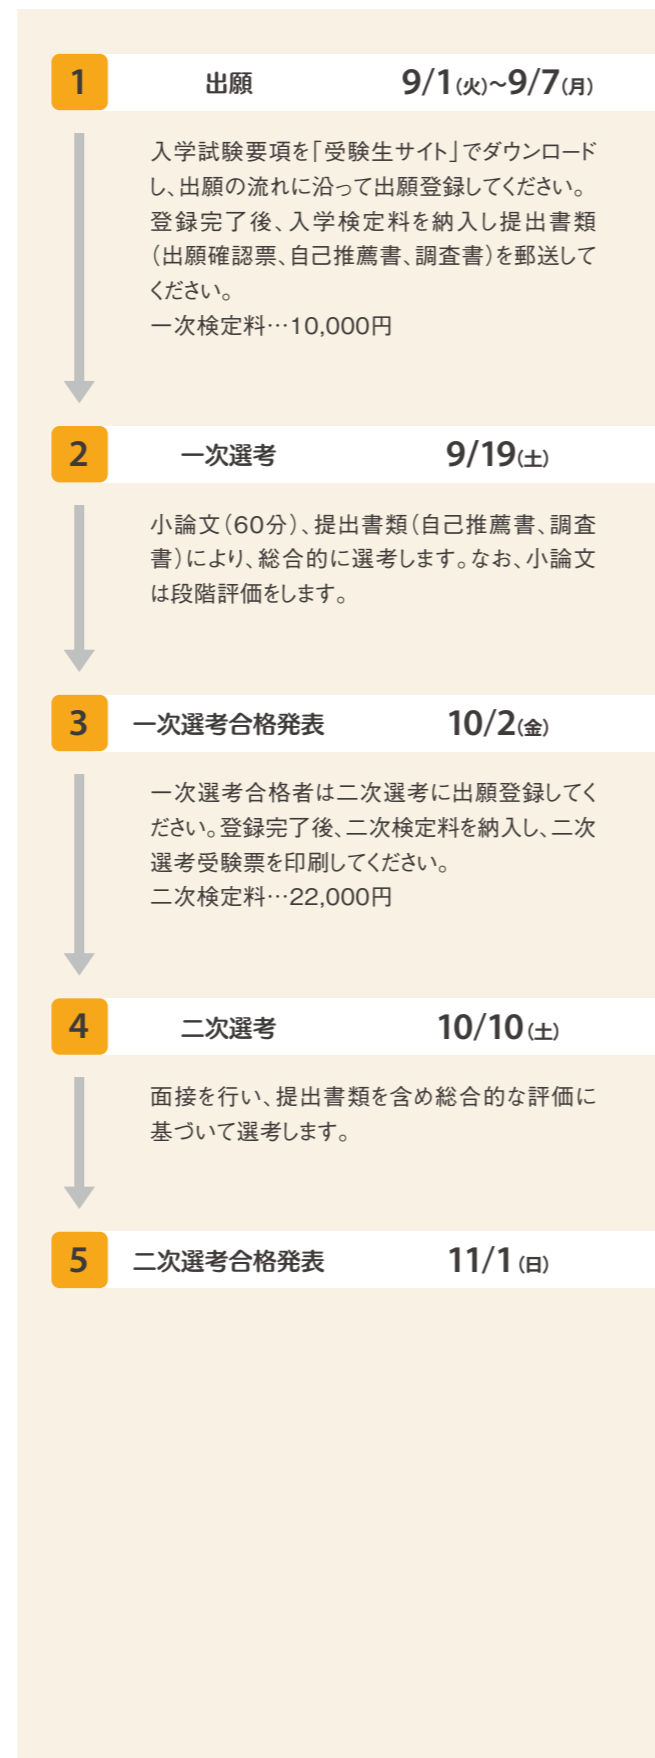 1 出願 9/1(火)~9/7(月)
入学試験要項を「受験生サイト」でダウンロード
し、出願の流れに沿って出願登録してください。
登録完了後、入学検定料を納入し提出書類
(出願確認票、自己推薦書、調査書)を郵送して
ください。
一次検定料…10,000円
2 一次選考 9/19(土)
小論文(60分)、提出書類(自己推薦書、調査
書)により、総合的に選考します。なお、小論文
は段階評価をします。
3 一次選考合格発表 10/2(金)
一次選考合格者は二次選考に出願登録してく
ださい。登録完了後、二次検定料を納入し、二次
選考受験票を印刷してください。
二次検定料…22,000円
4 二次選考 10/10(土)
面接を行い、提出書類を含め総合的な評価に
基づいて選考します。
5 二次選考合格発表 11/1(日)